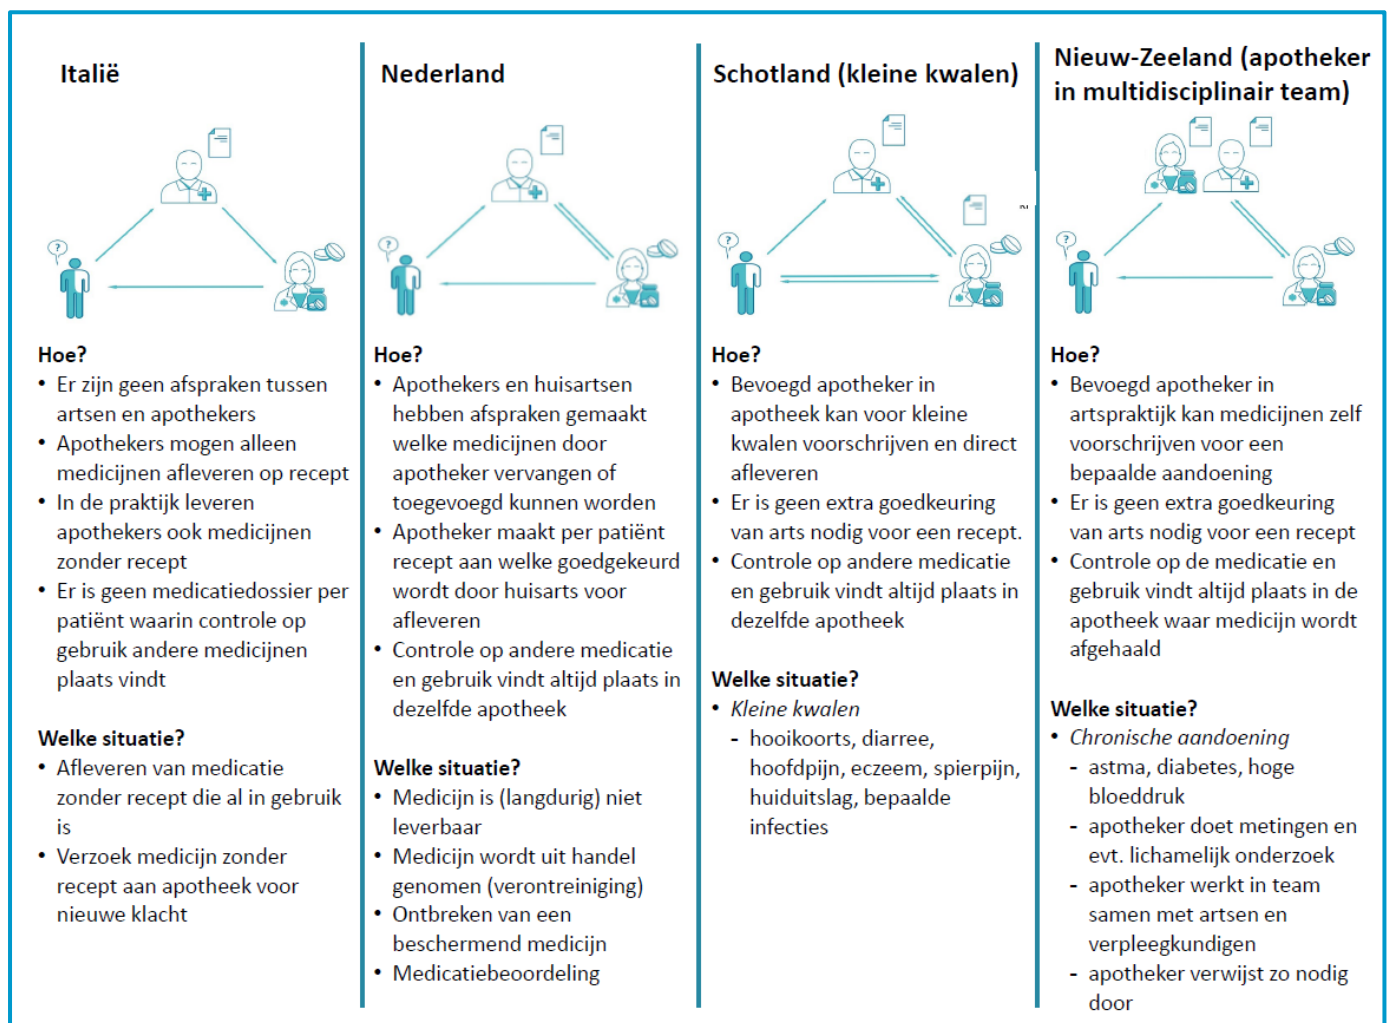 Italië
?
Hoe?
• Er zijn geen afspraken tussen
artsen en apothekers
• Apothekers mogen alleen
medicijnen afleveren op recept
• In de praktijk leveren
apothekers ook medicijnen
zonder recept
• Er is geen medicatiedossier per
patiënt waarin controle op
gebruik andere medicijnen
plaats vindt
Welke situatie?
• Afleveren van medicatie
zonder recept die al in gebruik
is
• Verzoek medicijn zonder
recept aan apotheek voor
nieuwe klacht
Nederland
?
Hoe?
• Apothekers en huisartsen
hebben afspraken gemaakt
welke medicijnen door
apotheker vervangen of
toegevoegd kunnen worden
• Apotheker maakt per patiënt
recept aan welke goedgekeurd
wordt door huisarts voor
afleveren
• Controle op andere medicatie
en gebruik vindt altijd plaats in
dezelfde apotheek
Welke situatie?
• Medicijn is (langdurig) niet
leverbaar
• Medicijn wordt uit handel
genomen (verontreiniging)
• Ontbreken van een
beschermend medicijn
• Medicatiebeoordeling
Schotland (kleine kwalen)
?
Hoe?
• Bevoegd apotheker in
apotheek kan voor kleine
kwalen voorschrijven en direct
afleveren
• Er is geen extra goedkeuring
van arts nodig voor een recept.
• Controle op andere medicatie
en gebruik vindt altijd plaats in
dezelfde apotheek
Welke situatie?
• Kleine kwalen
- hooikoorts, diarree,
hoofdpijn, eczeem, spierpijn,
huiduitslag, bepaalde
infecties
Nieuw-Zeeland (apotheker
in multidisciplinair team)
?
Hoe?
• Bevoegd apotheker in
artspraktijk kan medicijnen zelf
voorschrijven voor een
bepaalde aandoening
• Er is geen extra goedkeuring
van arts nodig voor een recept
• Controle op de medicatie en
gebruik vindt altijd plaats in de
apotheek waar medicijn wordt
afgehaald
Welke situatie?
• Chronische aandoening
- astma, diabetes, hoge
bloeddruk
- apotheker doet metingen en
evt. lichamelijk onderzoek
- apotheker werkt in team
samen met artsen en
verpleegkundigen
- apotheker verwijst zo nodig
door